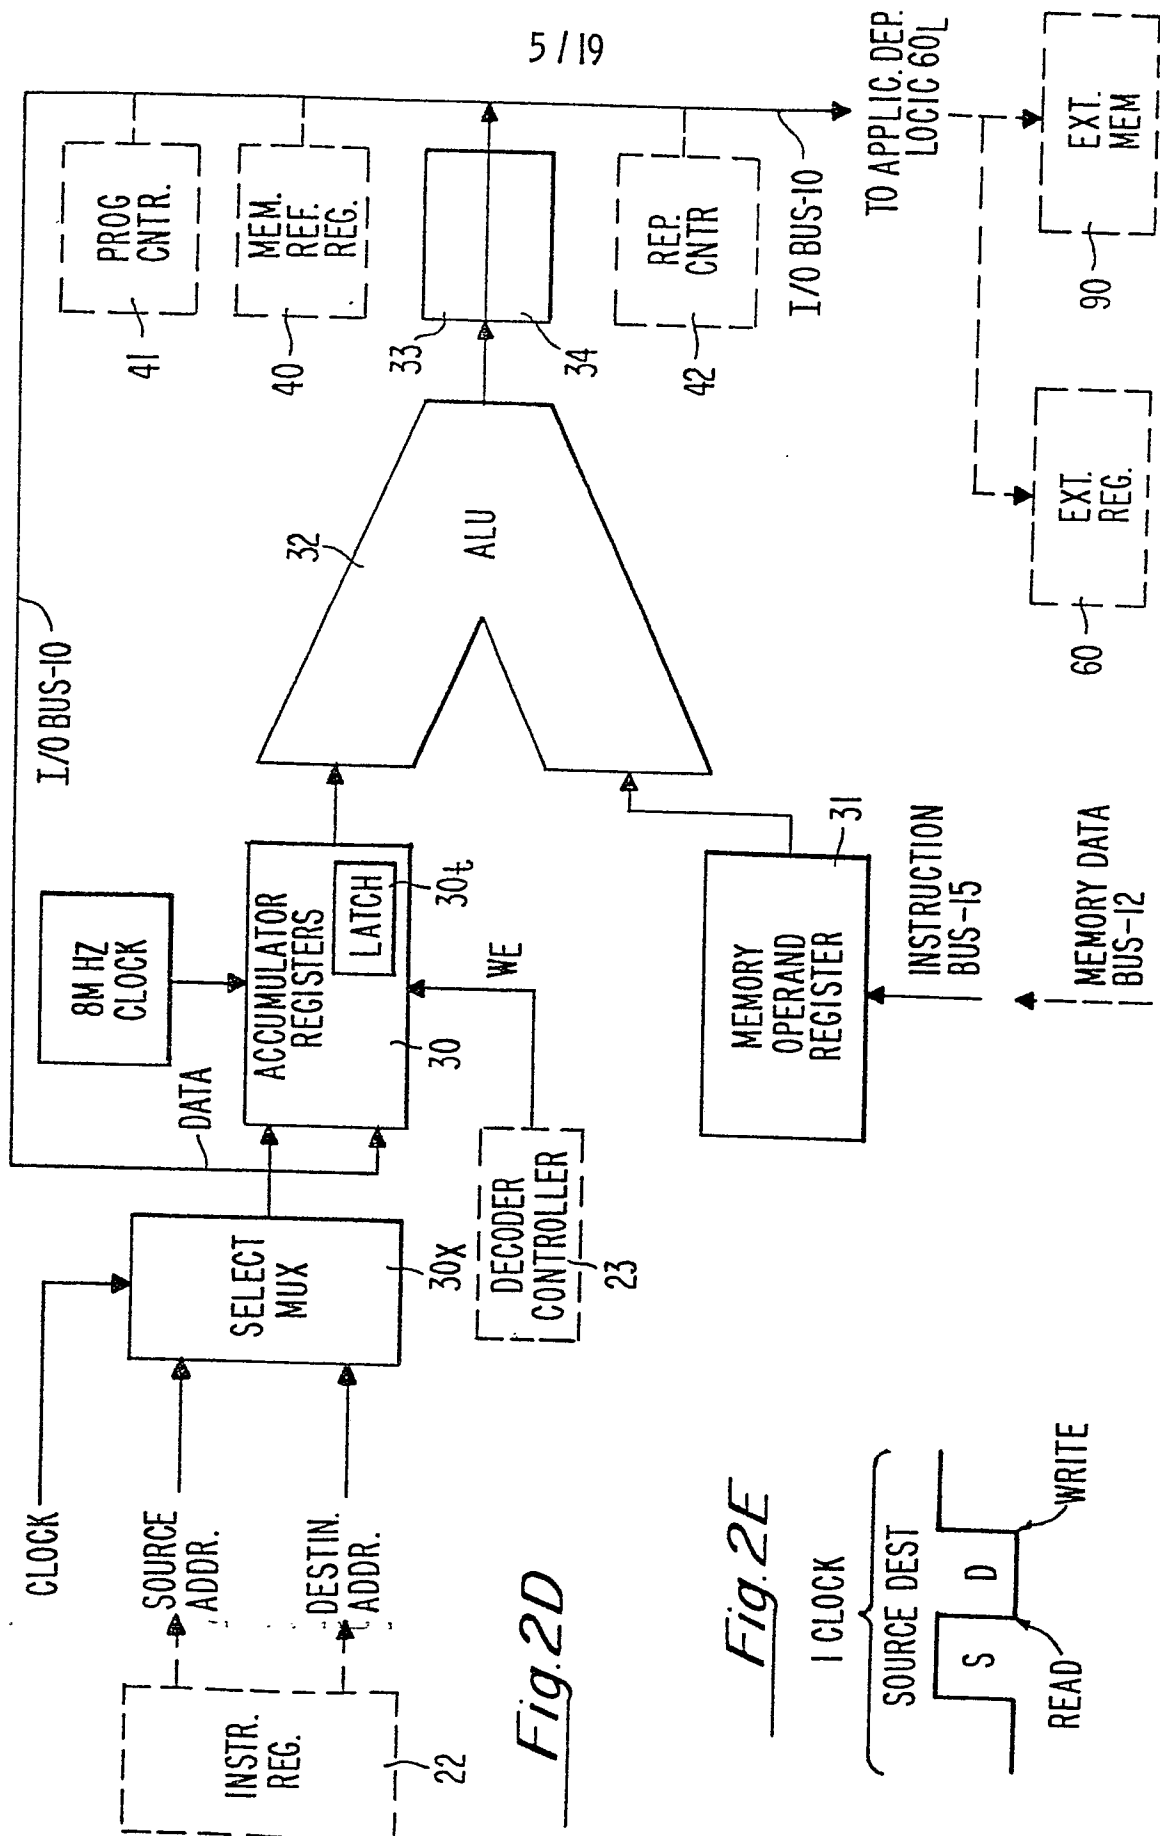 5/19
I/O BUS-10
PROG
CNTR.
41
MEM.
REF.
REG.
40
33
34
REP.
CNTR
42
I/O BUS-10
TO APPLIC. DEP.
LOGIC 60L
EXT.
MEM
90
EXT.
REG.
60
32
ALU
8M HZ
CLOCK
DATA
ACCUMULATOR
REGISTERS
LATCH
30t
30
WE
MEMORY
OPERAND
REGISTER
31
INSTRUCTION
BUS-15
MEMORY DATA
BUS-12
CLOCK
SELECT
MUX
30X
DECODER
CONTROLLER
23
SOURCE
ADDR.
DESTIN.
ADDR.
INSTR.
REG.
22
Fig. 2D
Fig. 2E
1 CLOCK
SOURCE DEST
S
D
READ
WRITE